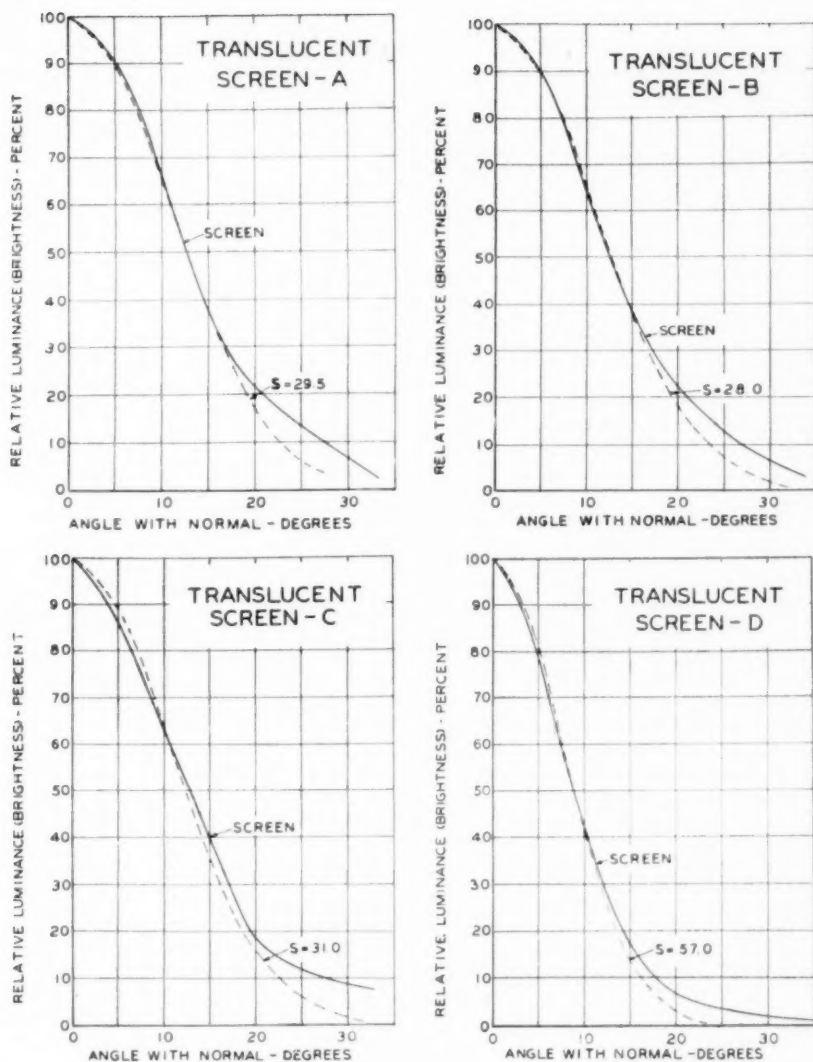 TRANSLUCENT
SCREEN-A
RELATIVE LUMINANCE (BRIGHTNESS) - PERCENT
100
90
80
70
60
50
40
30
20
10
0
SCREEN
S=29.5
0 10 20 30
ANGLE WITH NORMAL - DEGREES
TRANSLUCENT
SCREEN-B
RELATIVE LUMINANCE (BRIGHTNESS) - PERCENT
100
90
80
70
60
50
40
30
20
10
0
SCREEN
S=28.0
0 10 20 30
ANGLE WITH NORMAL - DEGREES
TRANSLUCENT
SCREEN-C
RELATIVE LUMINANCE (BRIGHTNESS) - PERCENT
100
90
80
70
60
50
40
30
20
10
0
SCREEN
S=31.0
0 10 20 30
ANGLE WITH NORMAL - DEGREES
TRANSLUCENT
SCREEN-D
RELATIVE LUMINANCE (BRIGHTNESS) - PERCENT
100
90
80
70
60
50
40
30
20
10
0
SCREEN
S=57.0
0 10 20 30
ANGLE WITH NORMAL - DEGREES